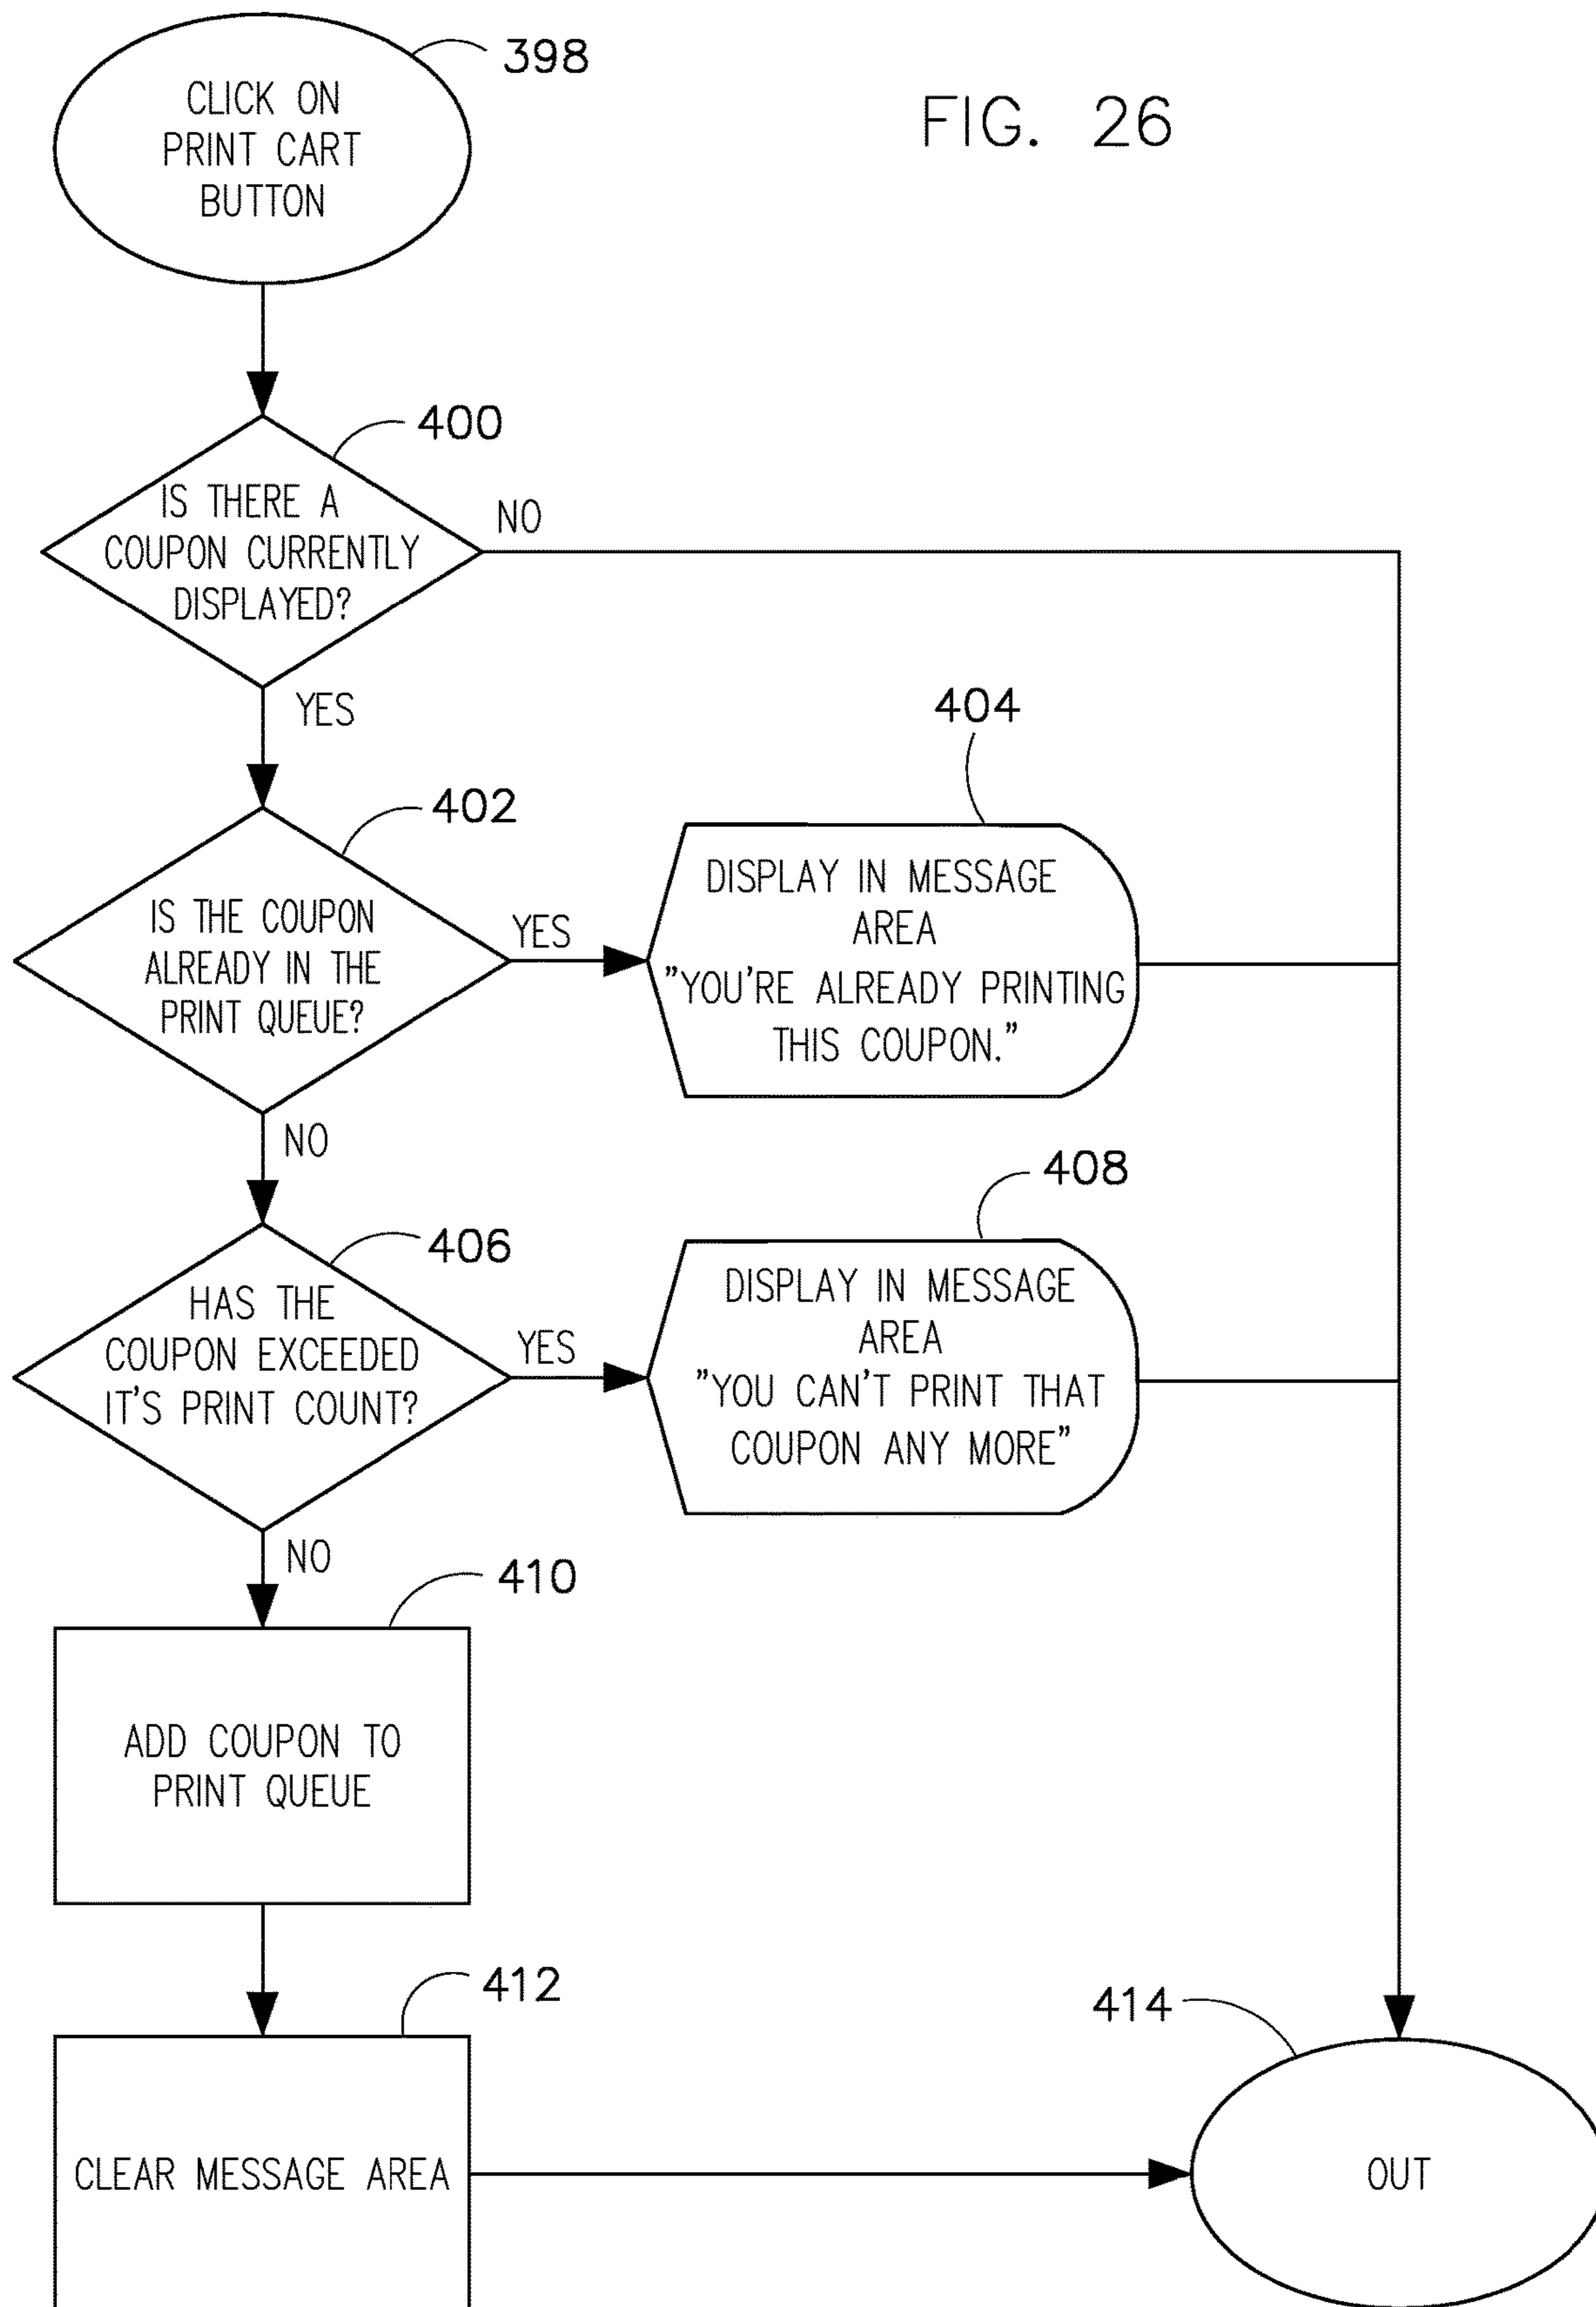 398
CLICK ON
PRINT CART
BUTTON
FIG. 26
400
IS THERE A
COUPON CURRENTLY
DISPLAYED?
NO
YES
402
IS THE COUPON
ALREADY IN THE
PRINT QUEUE?
YES
404
DISPLAY IN MESSAGE
AREA
"YOU'RE ALREADY PRINTING
THIS COUPON."
NO
406
HAS THE
COUPON EXCEEDED
IT'S PRINT COUNT?
YES
408
DISPLAY IN MESSAGE
AREA
"YOU CAN'T PRINT THAT
COUPON ANY MORE"
NO
410
ADD COUPON TO
PRINT QUEUE
412
CLEAR MESSAGE AREA
414
OUT